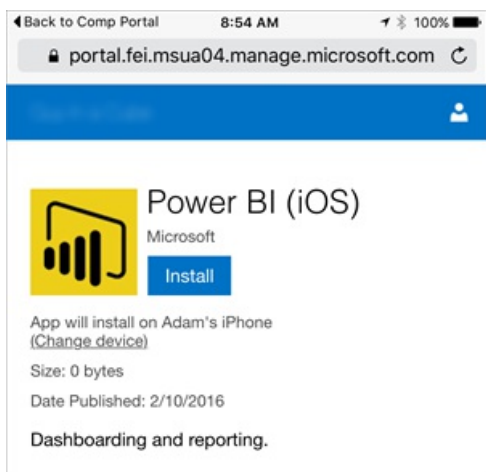 Back to Comp Portal 8:54 AM 100%
portal.fei.msua04.manage.microsoft.com
Power BI (iOS)
Microsoft
Install
App will install on Adam's iPhone
(Change device)
Size: 0 bytes
Date Published: 2/10/2016
Dashboarding and reporting.